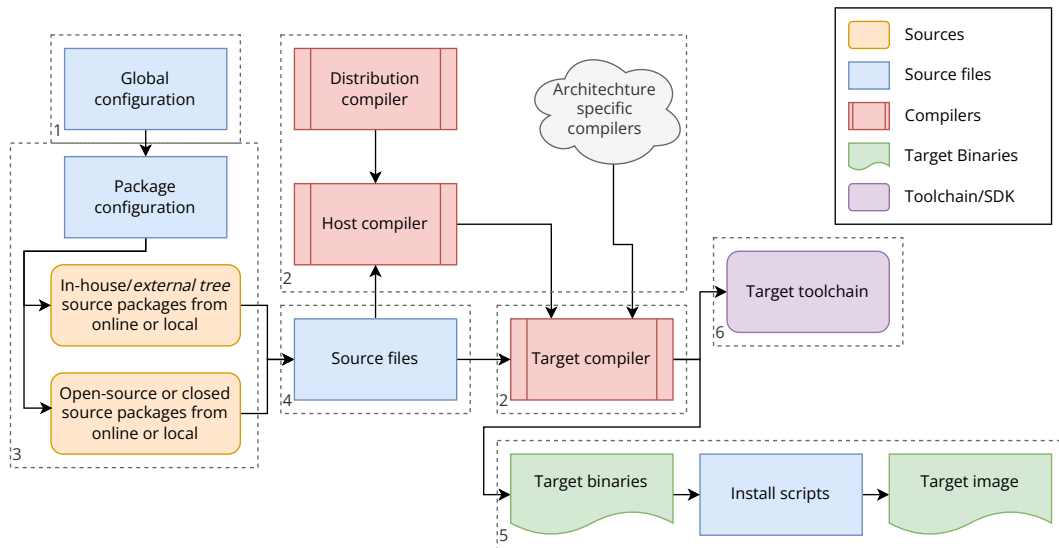 Global
configuration
1
Package
configuration
In-house/external tree
source packages from
online or local
Open-source or closed
source packages from
online or local
3
Distribution
compiler
Architechture
specific
compilers
Host compiler
2
Source files
4
Target compiler
2
Target toolchain
6
Target binaries
Install scripts
Target image
5
Sources
Source files
Compilers
Target Binaries
Toolchain/SDK